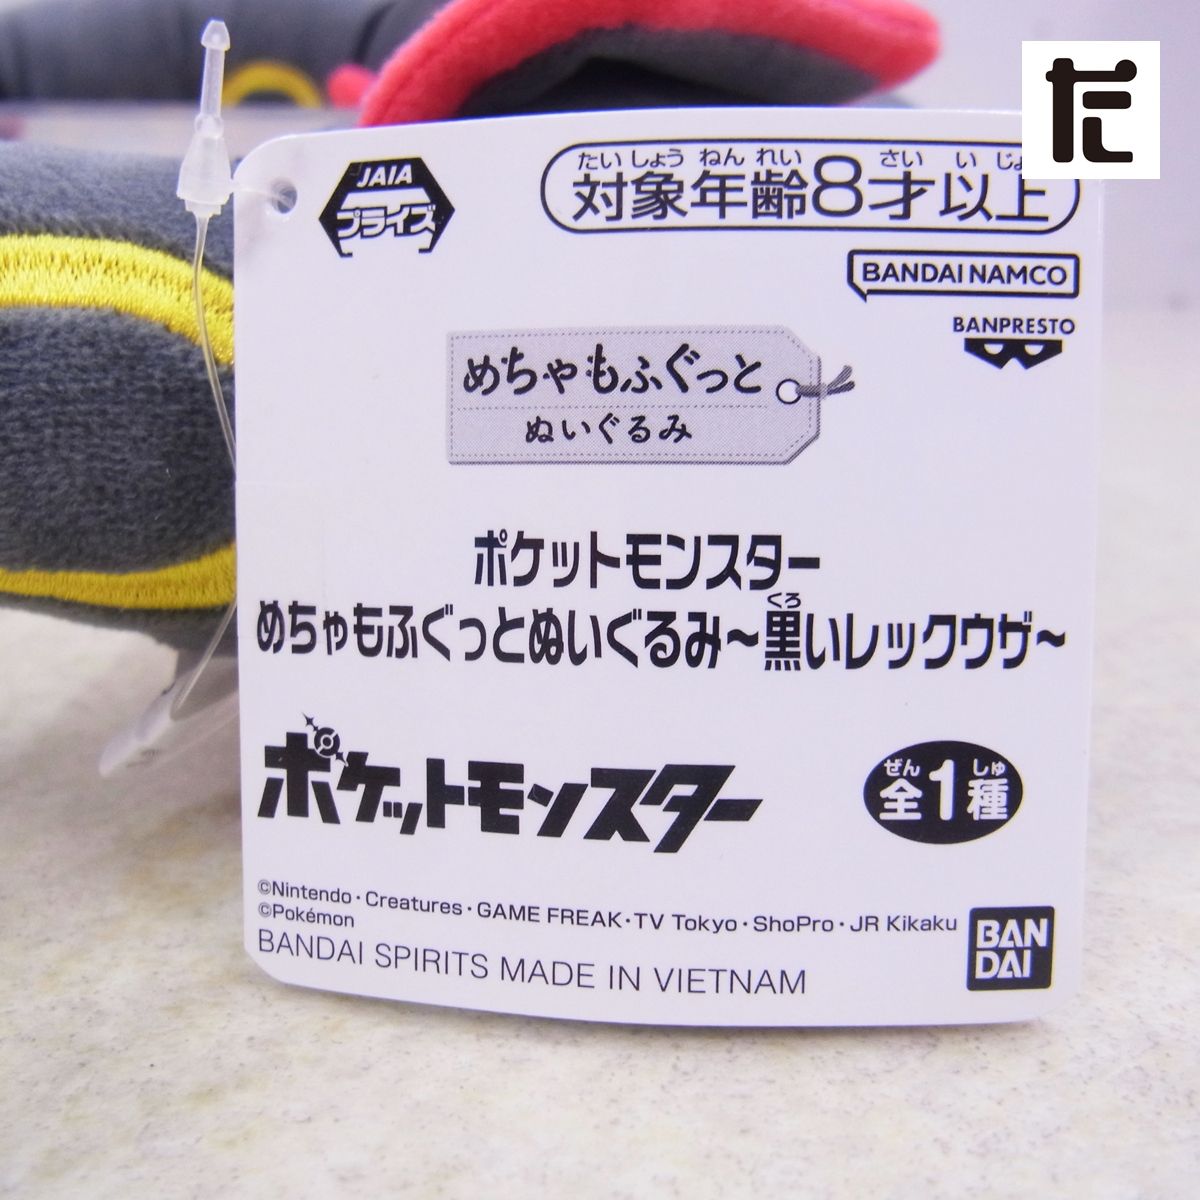 だ
JAIA
プライズ
たいしょう ねんれい さい いじょ
対象年齢8才以上
BANDAI NAMCO
BANPRESTO
めちゃもふぐっと
ぬいぐるみ
ポケットモンスター
くろ
めちゃもふぐっとぬいぐるみ～黒いレックウザ～
ポケットモンスター
ぜん しゅ
全1種
©Nintendo・Creatures・GAME FREAK・TV Tokyo・ShoPro・JR Kikaku
©Pokémon
BANDAI SPIRITS MADE IN VIETNAM
BAN
DAI